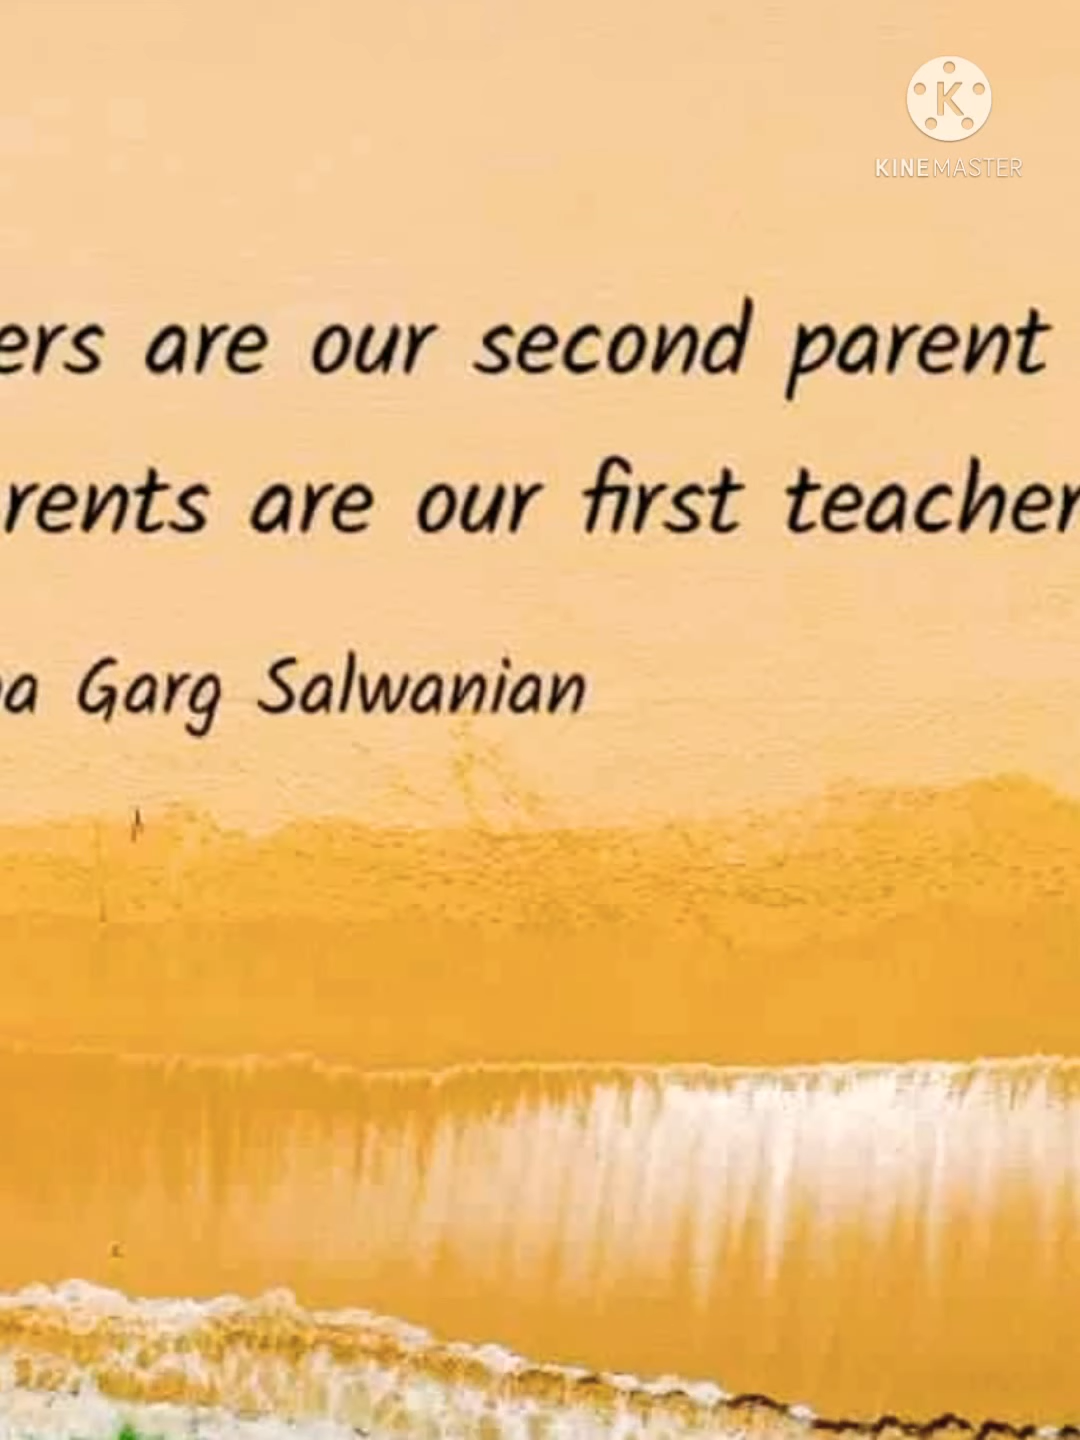 K
KINEMASTER
ers are our second parent
rents are our first teacher
a Garg Salwanian